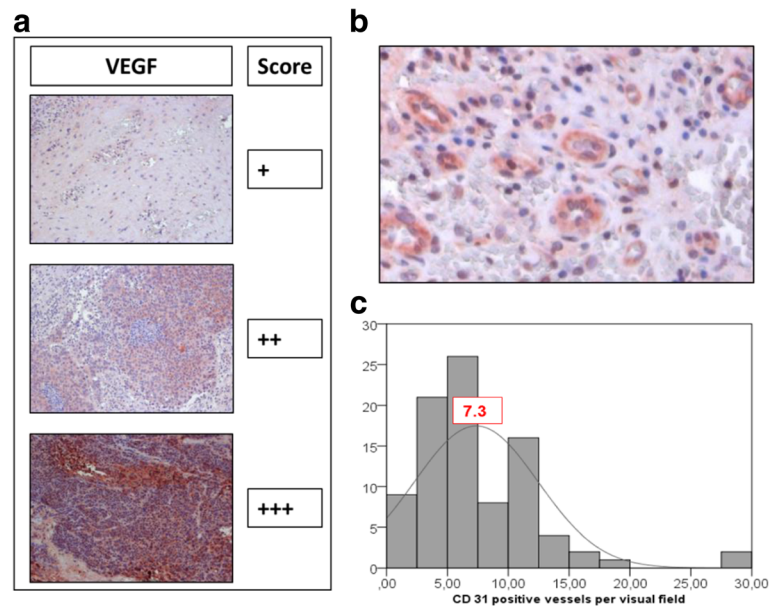 a
VEGF Score
+
++
+++
b
c
30
25
20
15
10
5
0
7.3
,00 5,00 10,00 15,00 20,00 25,00 30,00
CD 31 positive vessels per visual field